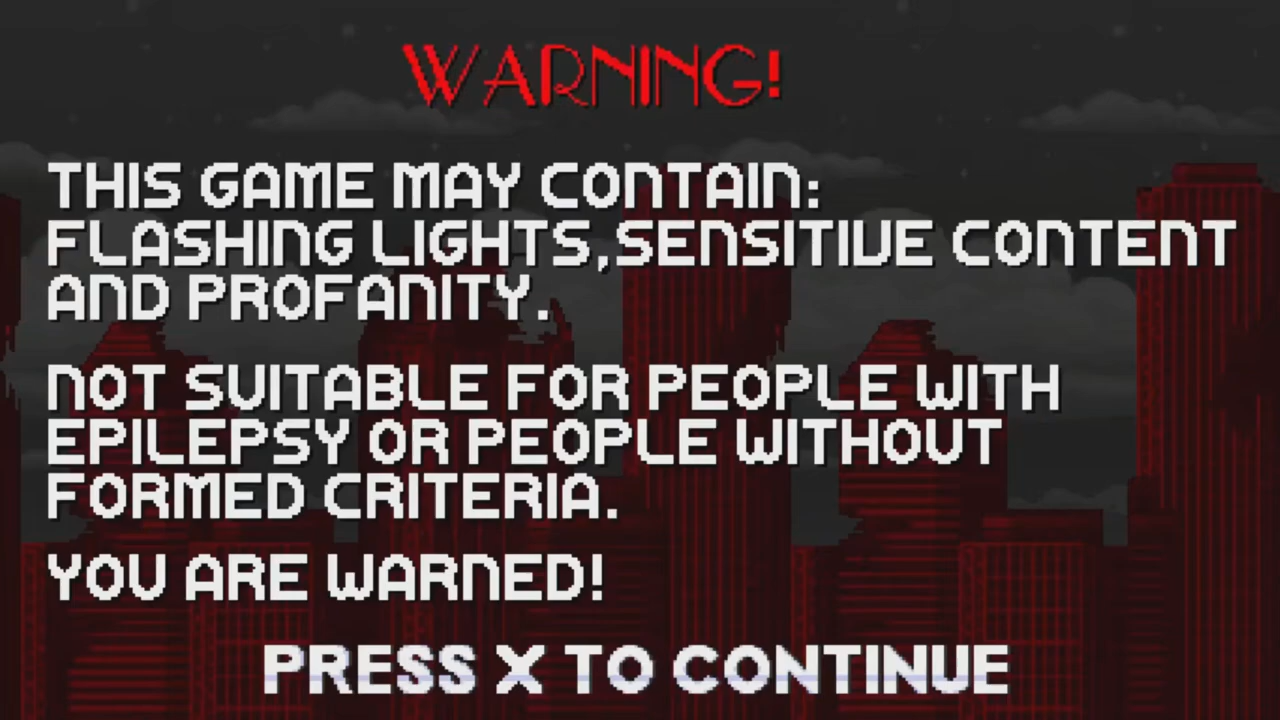 WARNING!
THIS GAME MAY CONTAIN:
FLASHING LIGHTS,SENSITIVE CONTENT
AND PROFANITY.
NOT SUITABLE FOR PEOPLE WITH
EPILEPSY OR PEOPLE WITHOUT
FORMED CRITERIA.
YOU ARE WARNED!
PRESS X TO CONTINUE